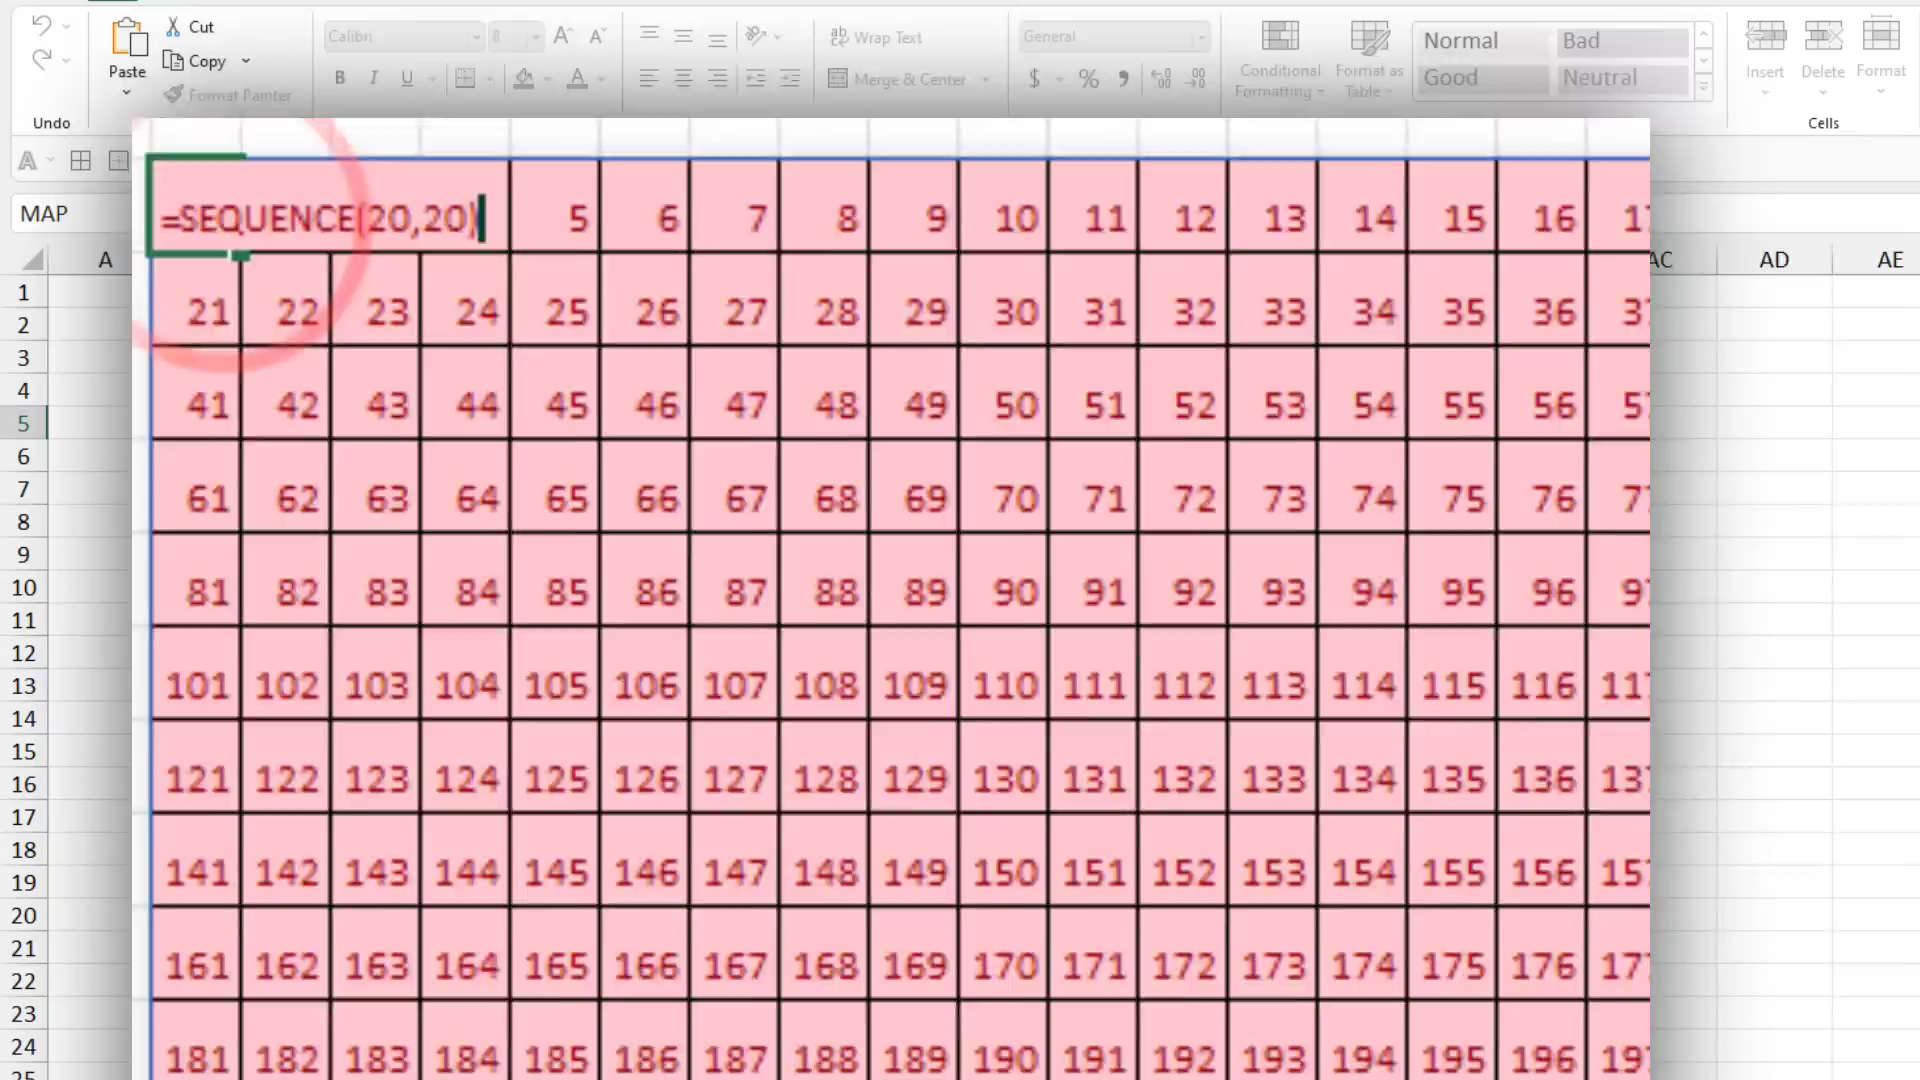 Cut
Calibri
8
Wrap Text
General
Normal
Bad
Copy
Paste
Conditional
Formatting
Format as
Table
Good
Neutral
Insert
Delete
Format
Format Painter
B I U
Merge & Center
$ % ,
Undo
Cells
MAP
A
AC AD AE
=SEQUENCE(20,20) 5 6 7 8 9 10 11 12 13 14 15 16
21 22 23 24 25 26 27 28 29 30 31 32 33 34 35 36
41 42 43 44 45 46 47 48 49 50 51 52 53 54 55 56
61 62 63 64 65 66 67 68 69 70 71 72 73 74 75 76
81 82 83 84 85 86 87 88 89 90 91 92 93 94 95 96
101 102 103 104 105 106 107 108 109 110 111 112 113 114 115 116
121 122 123 124 125 126 127 128 129 130 131 132 133 134 135 136
141 142 143 144 145 146 147 148 149 150 151 152 153 154 155 156
161 162 163 164 165 166 167 168 169 170 171 172 173 174 175 176
181 182 183 184 185 186 187 188 189 190 191 192 193 194 195 196
1
2
3
4
5
6
7
8
9
10
11
12
13
14
15
16
17
18
19
20
21
22
23
24